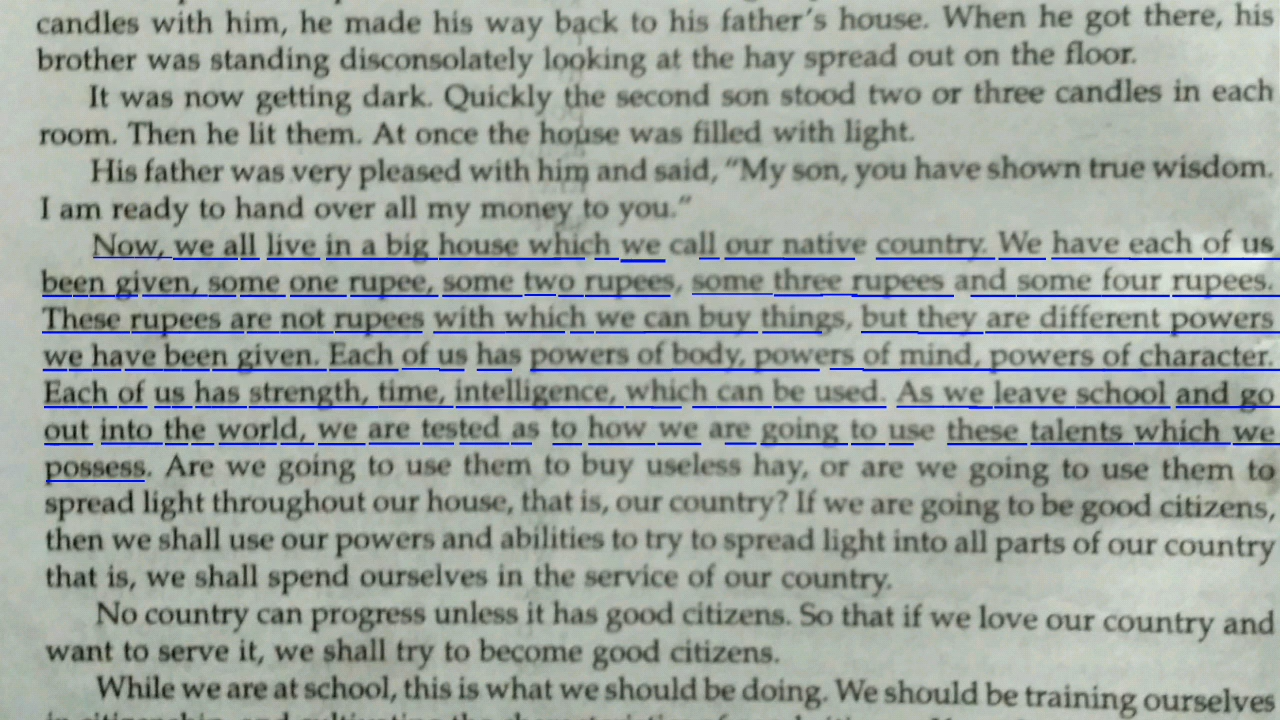 candles with him, he made his way back to his father's house. When he got there, his
brother was standing disconsolately looking at the hay spread out on the floor.
It was now getting dark. Quickly the second son stood two or three candles in each
room. Then he lit them. At once the house was filled with light.
His father was very pleased with him and said, "My son, you have shown true wisdom.
I am ready to hand over all my money to you."
Now, we all live in a big house which we call our native country. We have each of us
been given, some one rupee, some two rupees, some three rupees and some four rupees.
These rupees are not rupees with which we can buy things, but they are different powers
we have been given. Each of us has powers of body, powers of mind, powers of character.
Each of us has strength, time, intelligence, which can be used. As we leave school and go
out into the world, we are tested as to how we are going to use these talents which we
possess. Are we going to use them to buy useless hay, or are we going to use them to
spread light throughout our house, that is, our country? If we are going to be good citizens,
then we shall use our powers and abilities to try to spread light into all parts of our country
that is, we shall spend ourselves in the service of our country.
No country can progress unless it has good citizens. So that if we love our country and
want to serve it, we shall try to become good citizens.
While we are at school, this is what we should be doing. We should be training ourselves